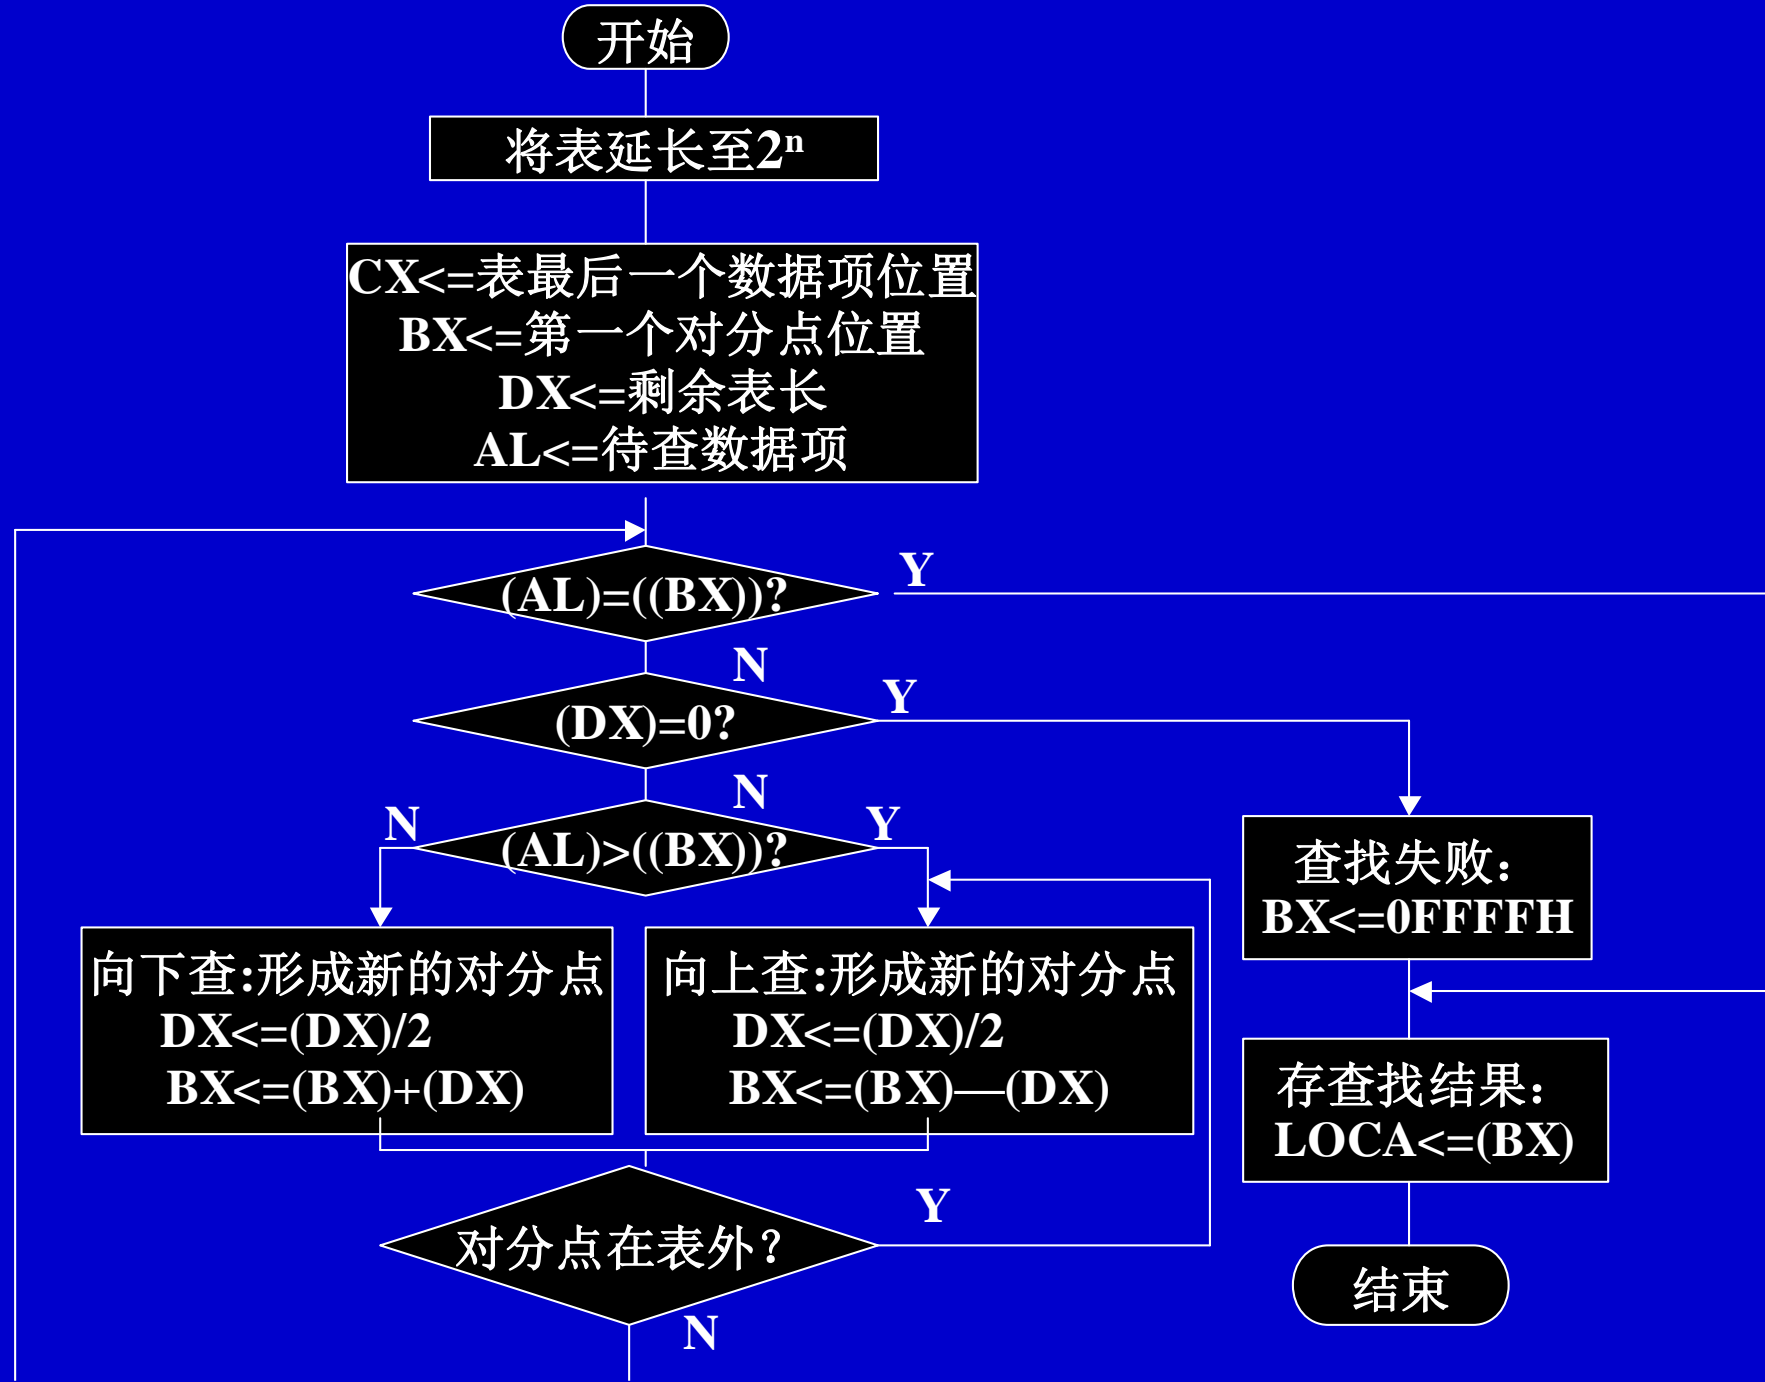 开始
将表延长至2ⁿ
CX<=表最后一个数据项位置
BX<=第一个对分点位置
DX<=剩余表长
AL<=待查数据项
(AL)=((BX))?
Y
N
(DX)=0?
Y
N
(AL)>((BX))?
N
Y
向下查:形成新的对分点
DX<=(DX)/2
BX<=(BX)+(DX)
向上查:形成新的对分点
DX<=(DX)/2
BX<=(BX)—(DX)
对分点在表外？
Y
N
查找失败：
BX<=0FFFFH
存查找结果：
LOCA<=(BX)
结束